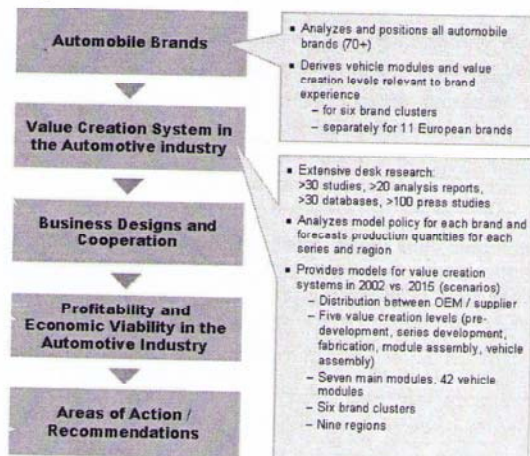 Automobile Brands
Value Creation System in
the Automotive industry
Business Designs and
Cooperation
Profitability and
Economic Viability in the
Automotive Industry
Areas of Action /
Recommendations
▪ Analyzes and positions all automobile
brands (70+)
▪ Derives vehicle modules and value
creation levels relevant to brand
experience
– for six brand clusters
– separately for 11 European brands
▪ Extensive desk research:
>30 studies, >20 analysis reports,
>30 databases, >100 press studies
▪ Analyzes model policy for each brand and
forecasts production quantities for each
series and region
▪ Provides models for value creation
systems in 2002 vs. 2015 (scenarios)
– Distribution between OEM / supplier
– Five value creation levels (pre-
development, series development,
fabrication, module assembly, vehicle
assembly)
– Seven main modules, 42 vehicle
modules
– Six brand clusters
– Nine regions